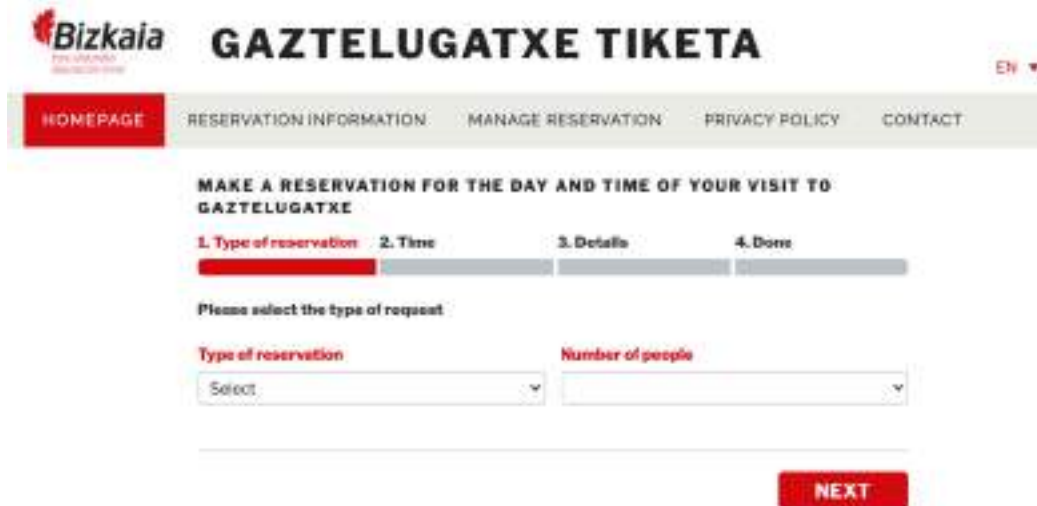 Bizkaia
GAZTELUGATXE TIKETA
EN
HOMEPAGE
RESERVATION INFORMATION
MANAGE RESERVATION
PRIVACY POLICY
CONTACT
MAKE A RESERVATION FOR THE DAY AND TIME OF YOUR VISIT TO
GAZTELUGATXE
1. Type of reservation
2. Time
3. Details
4. Done
Please select the type of request
Type of reservation
Number of people
Select
NEXT